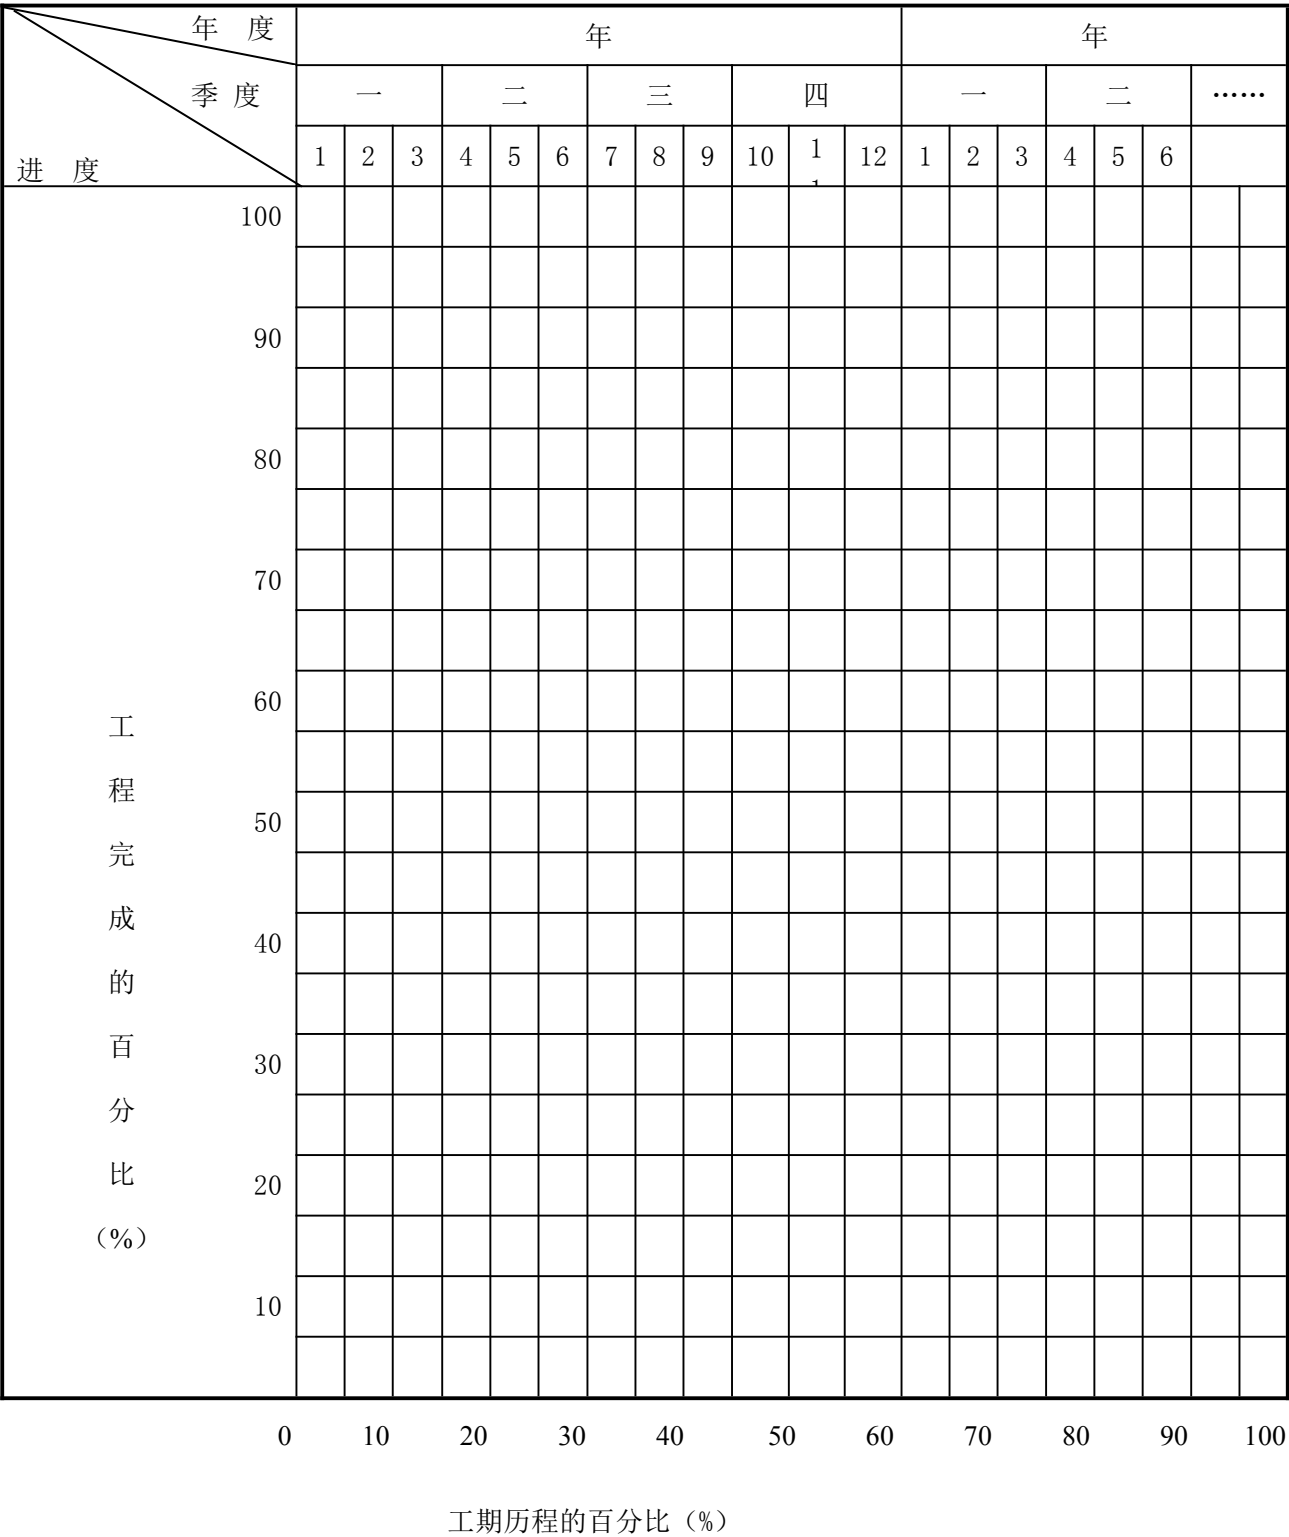 年 度 年 年
季 度 一 二 三 四 一 二 ……
进 度 1 2 3 4 5 6 7 8 9 10 11 12 1 2 3 4 5 6
100
90
80
70
60
50
40
30
20
10
工
程
完
成
的
百
分
比
（%）
0 10 20 30 40 50 60 70 80 90 100
工期历程的百分比（%）